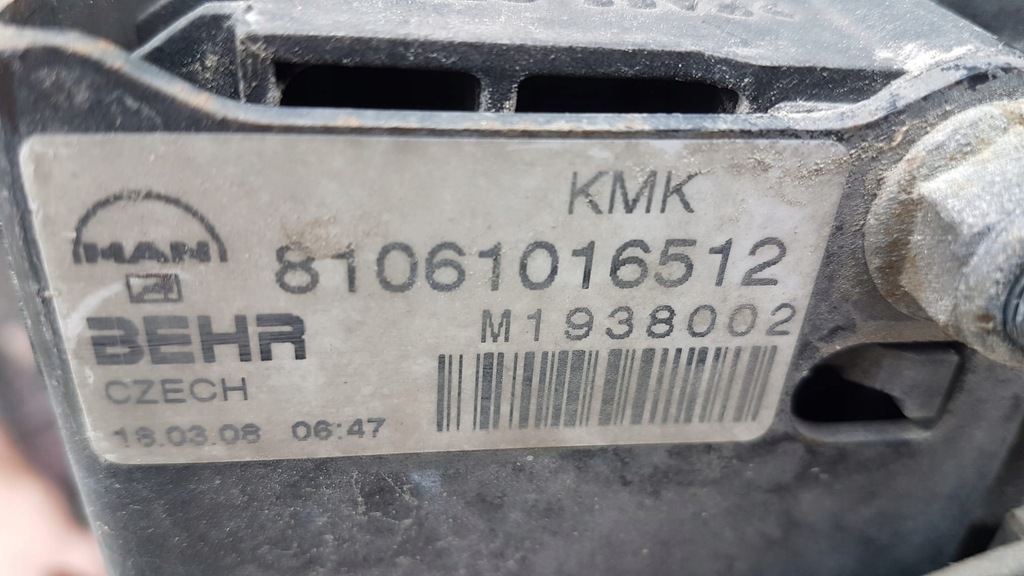 KMK
MAN
81061016512
BEHR
M1938002
CZECH
18.03.08 06:47